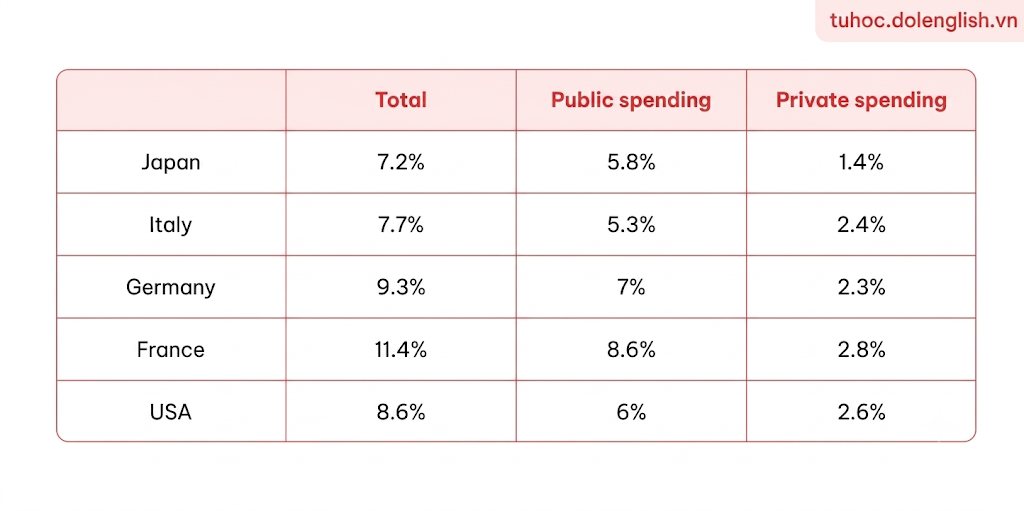 tuhoc.dolenglish.vn
Total Public spending Private spending
Japan 7.2% 5.8% 1.4%
Italy 7.7% 5.3% 2.4%
Germany 9.3% 7% 2.3%
France 11.4% 8.6% 2.8%
USA 8.6% 6% 2.6%